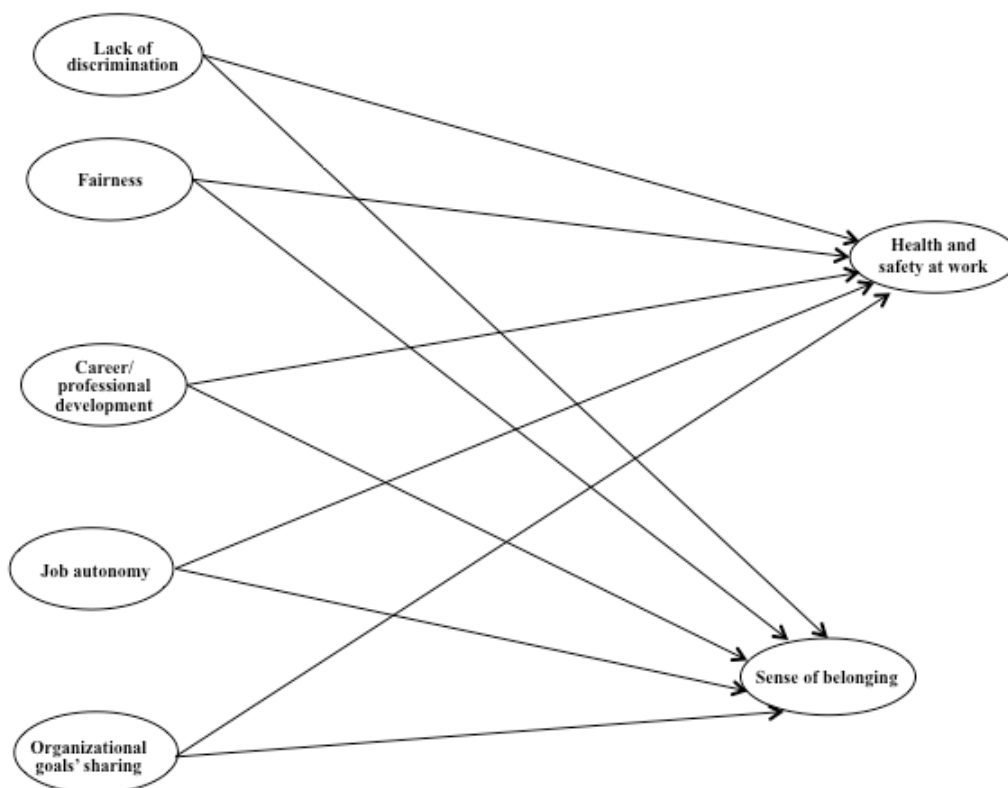 Lack of
discrimination
Fairness
Health and
safety at work
Career/
professional
development
Job autonomy
Sense of belonging
Organizational
goals’ sharing